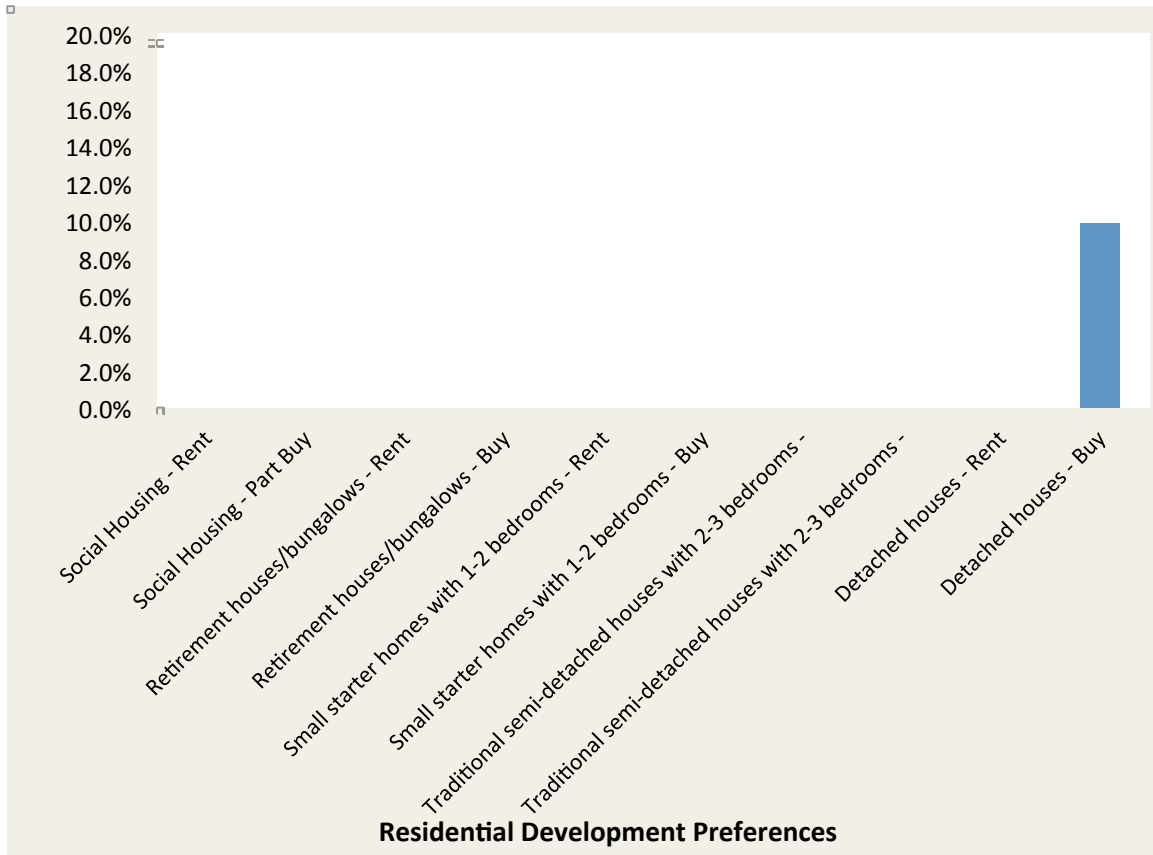 20.0%
18.0%
16.0%
14.0%
12.0%
10.0%
8.0%
6.0%
4.0%
2.0%
0.0%
Social Housing - Rent
Social Housing - Part Buy
Retirement houses/bungalows - Rent
Retirement houses/bungalows - Buy
Small starter homes with 1-2 bedrooms - Rent
Small starter homes with 1-2 bedrooms - Buy
Traditional semi-detached houses with 2-3 bedrooms -
Traditional semi-detached houses with 2-3 bedrooms -
Detached houses - Rent
Detached houses - Buy
Residential Development Preferences